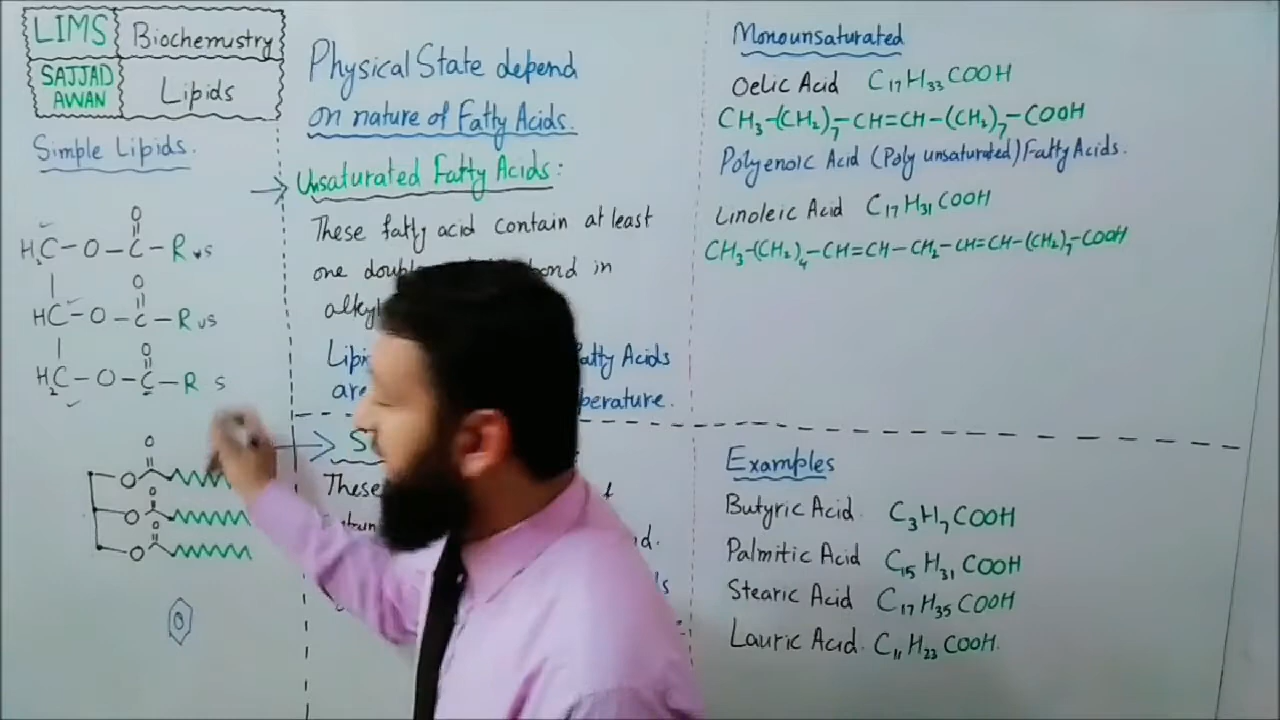 LIMS Biochemistry
SAJJAD AWAN Lipids
Simple Lipids.
O
H2C-O-C-R us
O
HC-O-C-R us
O
H2C-O-C-R S
O
O
O
O
O
O
Physical State depend
on nature of Fatty Acids.
Unsaturated Fatty Acids:
These fatty acid contain at least
one bond in
Fatty Acids
are
These
Monounsaturated
Oelic Acid C17H33COOH
CH3-(CH2)7-CH=CH-(CH2)7-COOH
Polyenoic Acid (Poly unsaturated) Fatty Acids.
Linoleic Acid C17H31COOH
CH3-(CH2)4-CH=CH-CH2-CH=CH-(CH2)7-COOH
Examples
Butyric Acid. C3H7COOH
Palmitic Acid C15H31COOH
Stearic Acid C17H35COOH
Lauric Acid. C11H23COOH.